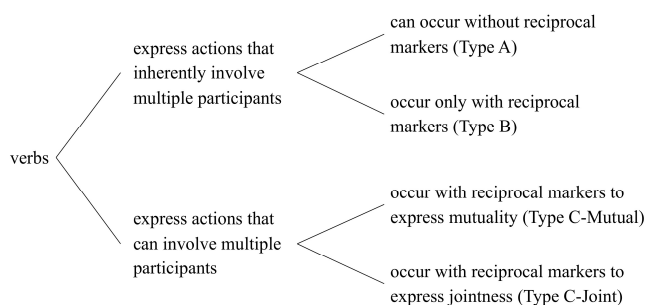 verbs
express actions that
inherently involve
multiple participants
can occur without reciprocal
markers (Type A)
occur only with reciprocal
markers (Type B)
express actions that
can involve multiple
participants
occur with reciprocal markers to
express mutuality (Type C-Mutual)
occur with reciprocal markers to
express jointness (Type C-Joint)